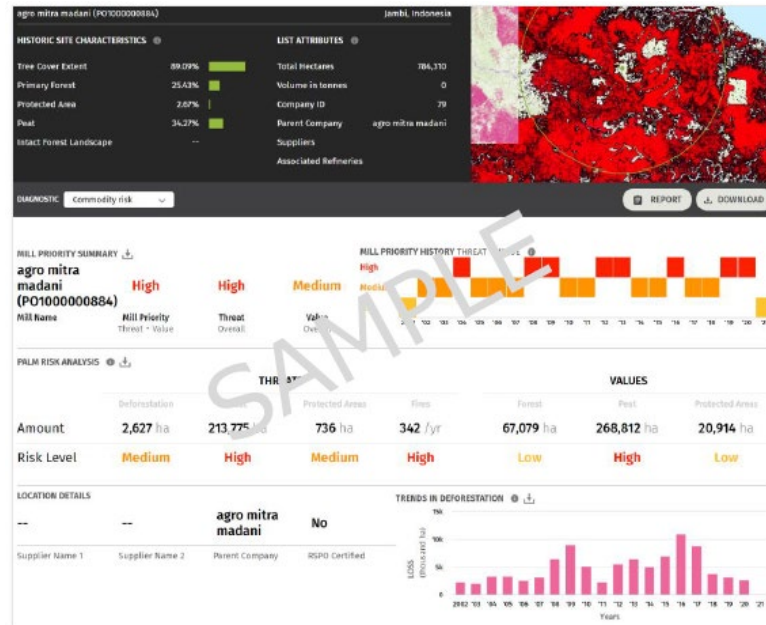 agro mitra madani (PO1000000884)
Jambi, Indonesia
HISTORIC SITE CHARACTERISTICS
LIST ATTRIBUTES
Tree Cover Extent 89.09%
Total Hectares 784,310
Primary Forest 25.43%
Volume in tonnes 0
Protected Area 2.67%
Company ID 79
Peat 34.27%
Parent Company agro mitra madani
Intact Forest Landscape --
Suppliers
Associated Refineries
DIAGNOSTIC Commodity risk
REPORT
DOWNLOAD
MILL PRIORITY SUMMARY
agro mitra
madani
(PO1000000884)
Mill Name
High
Mill Priority
Threat + Value
High
Threat
Overall
Medium
MILL PRIORITY HISTORY THREAT
High
'02 '03 '04 '05 '06 '07 '08 '09 '10 '11 '12 '13 '14 '15 '16 '17 '18 '19 '20
SAMPLE
PALM RISK ANALYSIS
VALUES
Deforestation Protected Areas Fires Forest Peat Protected Areas
Amount 2,627 ha 213,775 ha 736 ha 342 /yr 67,079 ha 268,812 ha 20,914 ha
Risk Level Medium High Medium High Low High Low
LOCATION DETAILS
-- -- agro mitra
madani No
Supplier Name 1 Supplier Name 2 Parent Company RSPO Certified
TRENDS IN DEFORESTATION
LOSS
(thousand ha)
15k
10k
5k
0
2002 '03 '04 '05 '06 '07 '08 '09 '10 '11 '12 '13 '14 '15 '16 '17 '18 '19 '20 '21
Years